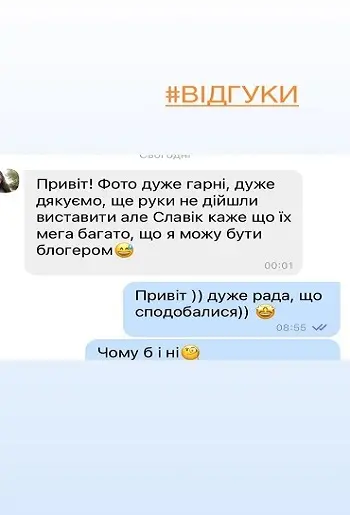 #ВІДГУКИ
Сьогодні
Привіт! Фото дуже гарні, дуже
дякуємо, ще руки не дійшли
виставити але Славік каже що їх
мега багато, що я можу бути
блогером😅
00:01
Привіт )) дуже рада, що
сподобалися)) 🤩
08:55
Чому б і ні🧐